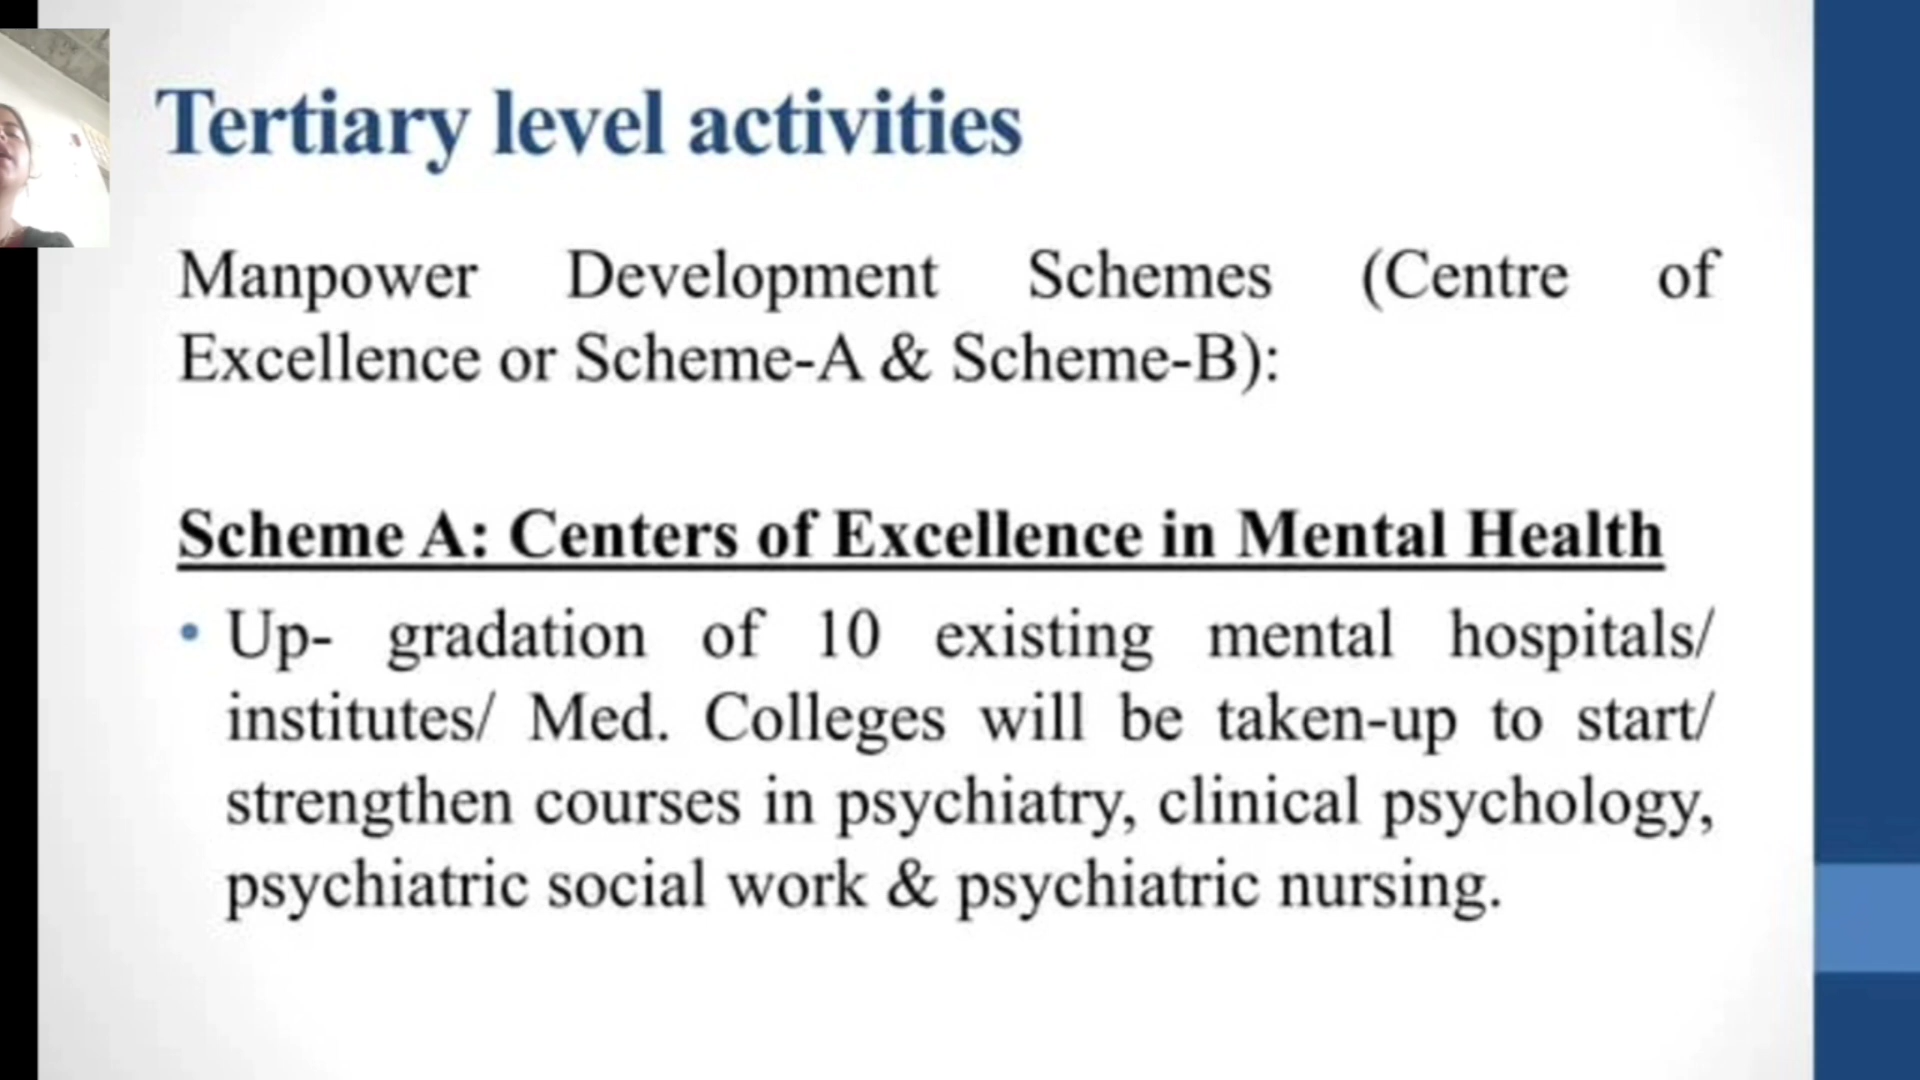 Tertiary level activities
Manpower Development Schemes (Centre of
Excellence or Scheme-A & Scheme-B):
Scheme A: Centers of Excellence in Mental Health
• Up- gradation of 10 existing mental hospitals/
institutes/ Med. Colleges will be taken-up to start/
strengthen courses in psychiatry, clinical psychology,
psychiatric social work & psychiatric nursing.